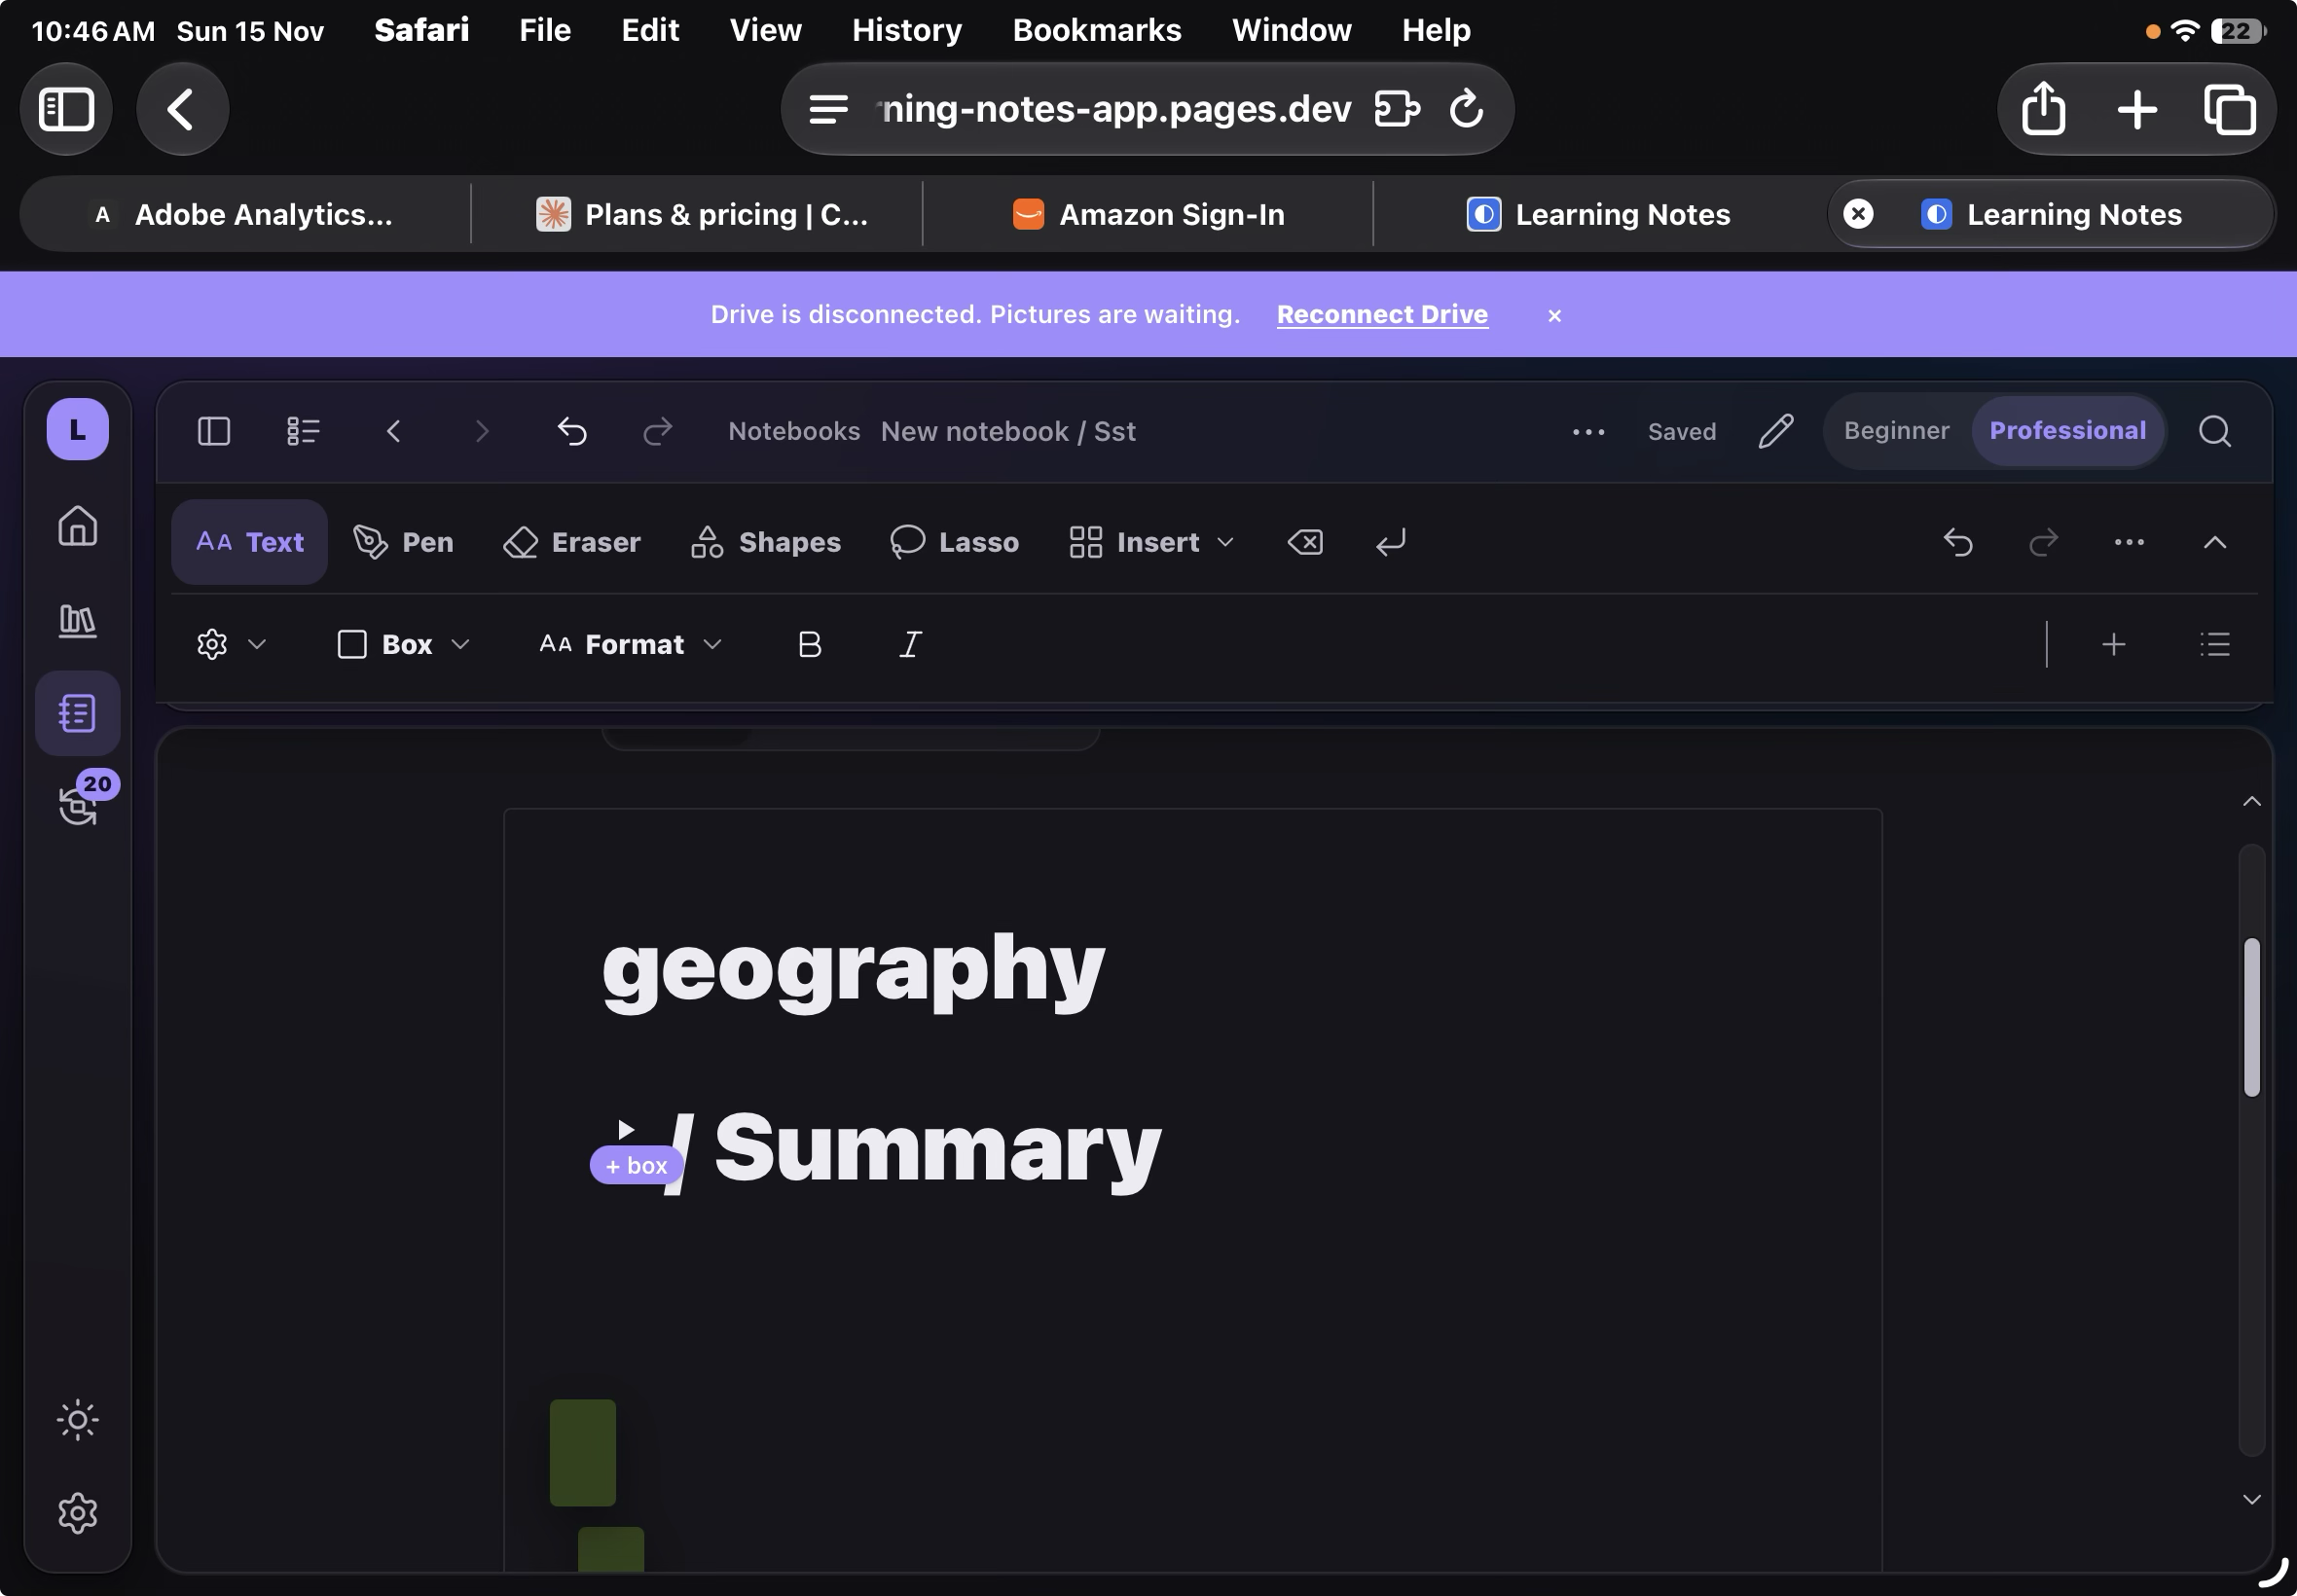 10:46 AM Sun 15 Nov Safari File Edit View History Bookmarks Window Help 22
ning-notes-app.pages.dev
A Adobe Analytics... Plans & pricing | C... Amazon Sign-In Learning Notes Learning Notes
Drive is disconnected. Pictures are waiting. Reconnect Drive ×
L Notebooks New notebook / Sst ... Saved Beginner Professional
AA Text Pen Eraser Shapes Lasso Insert ...
Box AA Format B I
20
geography
/ Summary
+ box